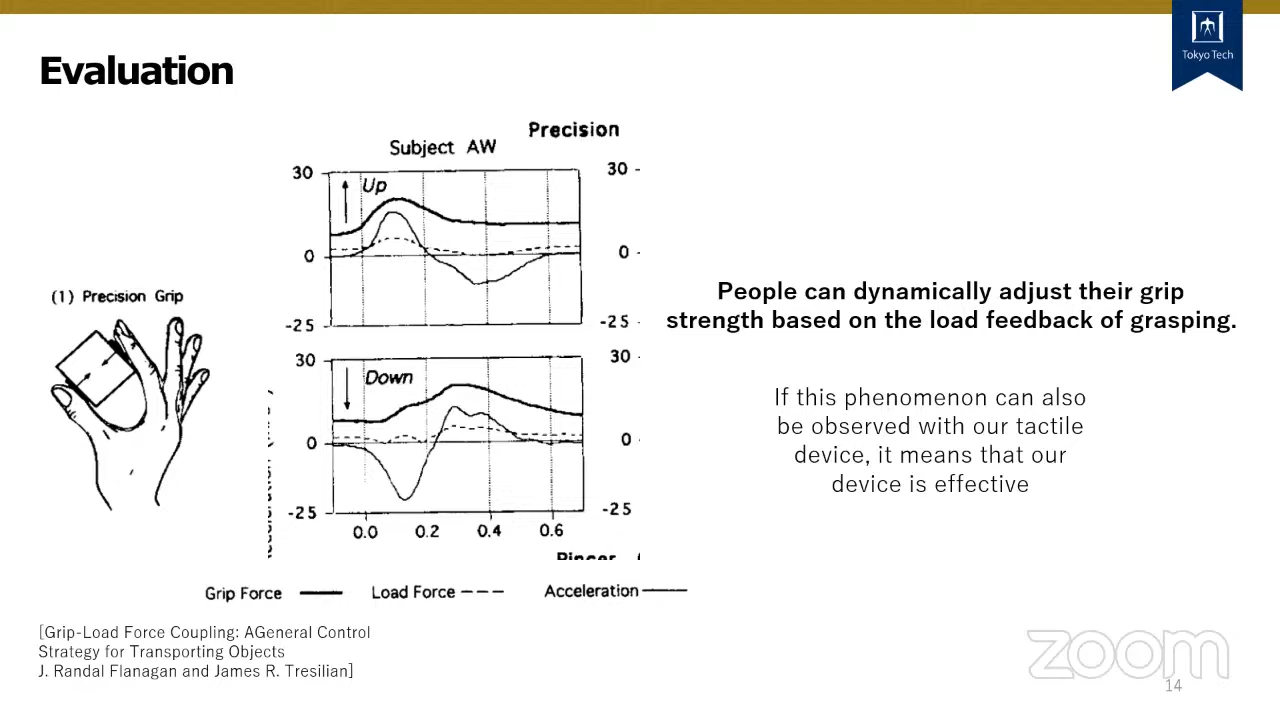 Tokyo Tech
Evaluation
Precision
Subject AW
30
Up
0
-25
30
0
-25
(1) Precision Grip
30
Down
0
-25
30
0
-25
0.0 0.2 0.4 0.6
Grip Force
Load Force
Acceleration
People can dynamically adjust their grip
strength based on the load feedback of grasping.
If this phenomenon can also
be observed with our tactile
device, it means that our
device is effective
[Grip-Load Force Coupling: AGeneral Control
Strategy for Transporting Objects
J. Randal Flanagan and James R. Tresilian]
zoom
14